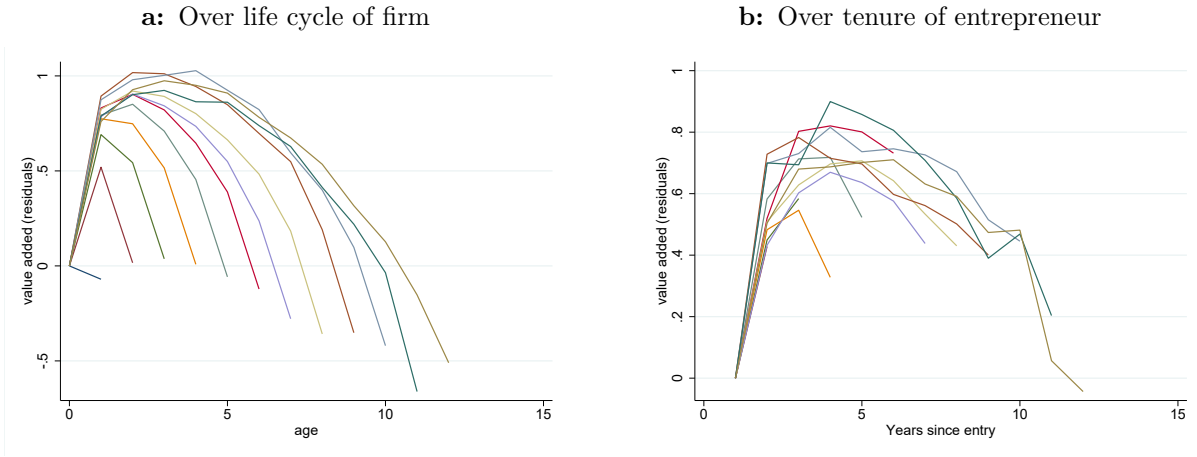 a: Over life cycle of firm
value added (residuals)
1
.5
0
-.5
0 5 10 15
age
b: Over tenure of entrepreneur
value added (residuals)
1
.8
.6
.4
.2
0
0 5 10 15
Years since entry